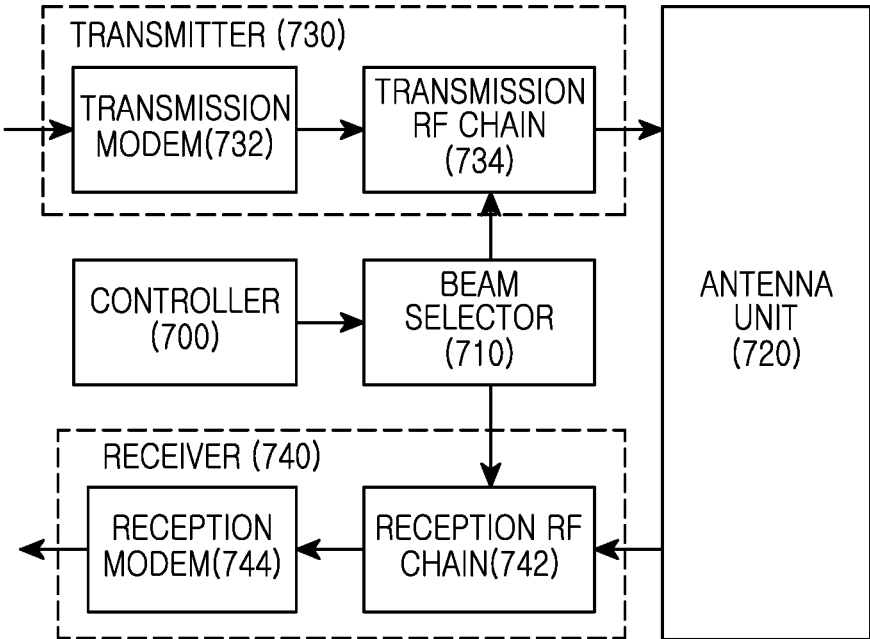 TRANSMITTER (730)
TRANSMISSION
MODEM(732)
TRANSMISSION
RF CHAIN
(734)
CONTROLLER
(700)
BEAM
SELECTOR
(710)
ANTENNA
UNIT
(720)
RECEIVER (740)
RECEPTION
MODEM(744)
RECEPTION RF
CHAIN(742)